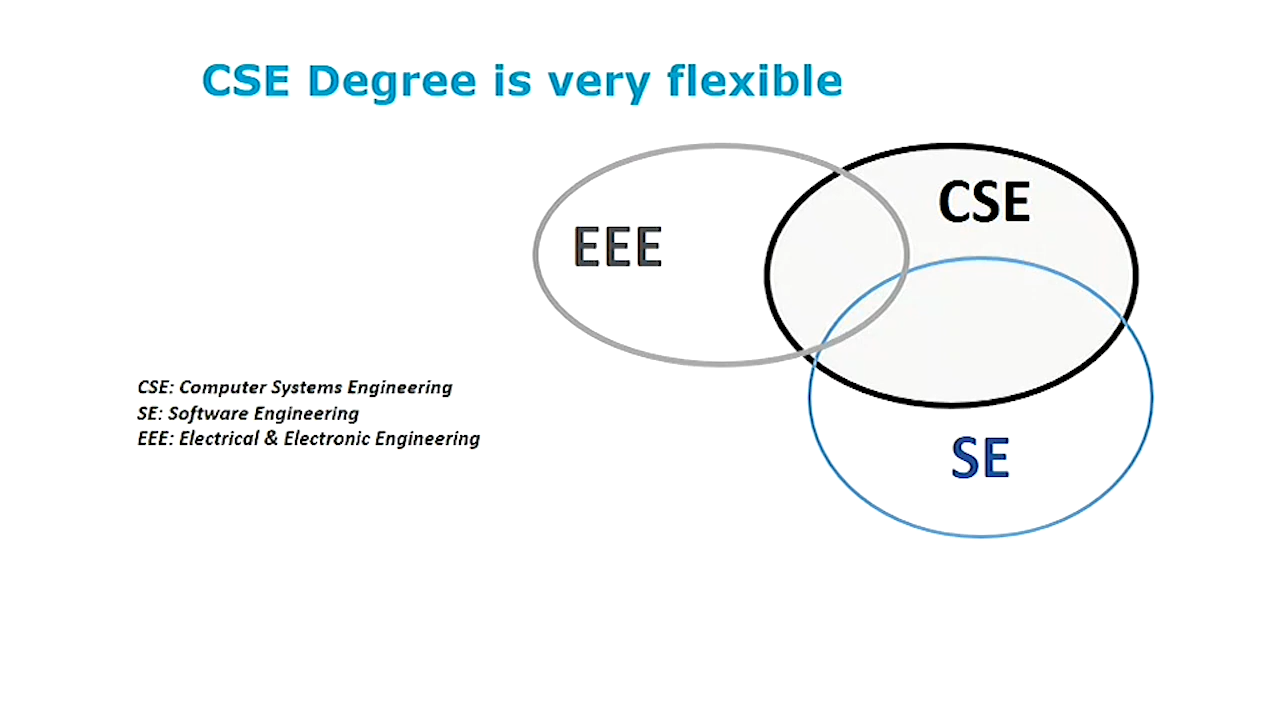 CSE Degree is very flexible
CSE
EEE
SE
CSE: Computer Systems Engineering
SE: Software Engineering
EEE: Electrical & Electronic Engineering